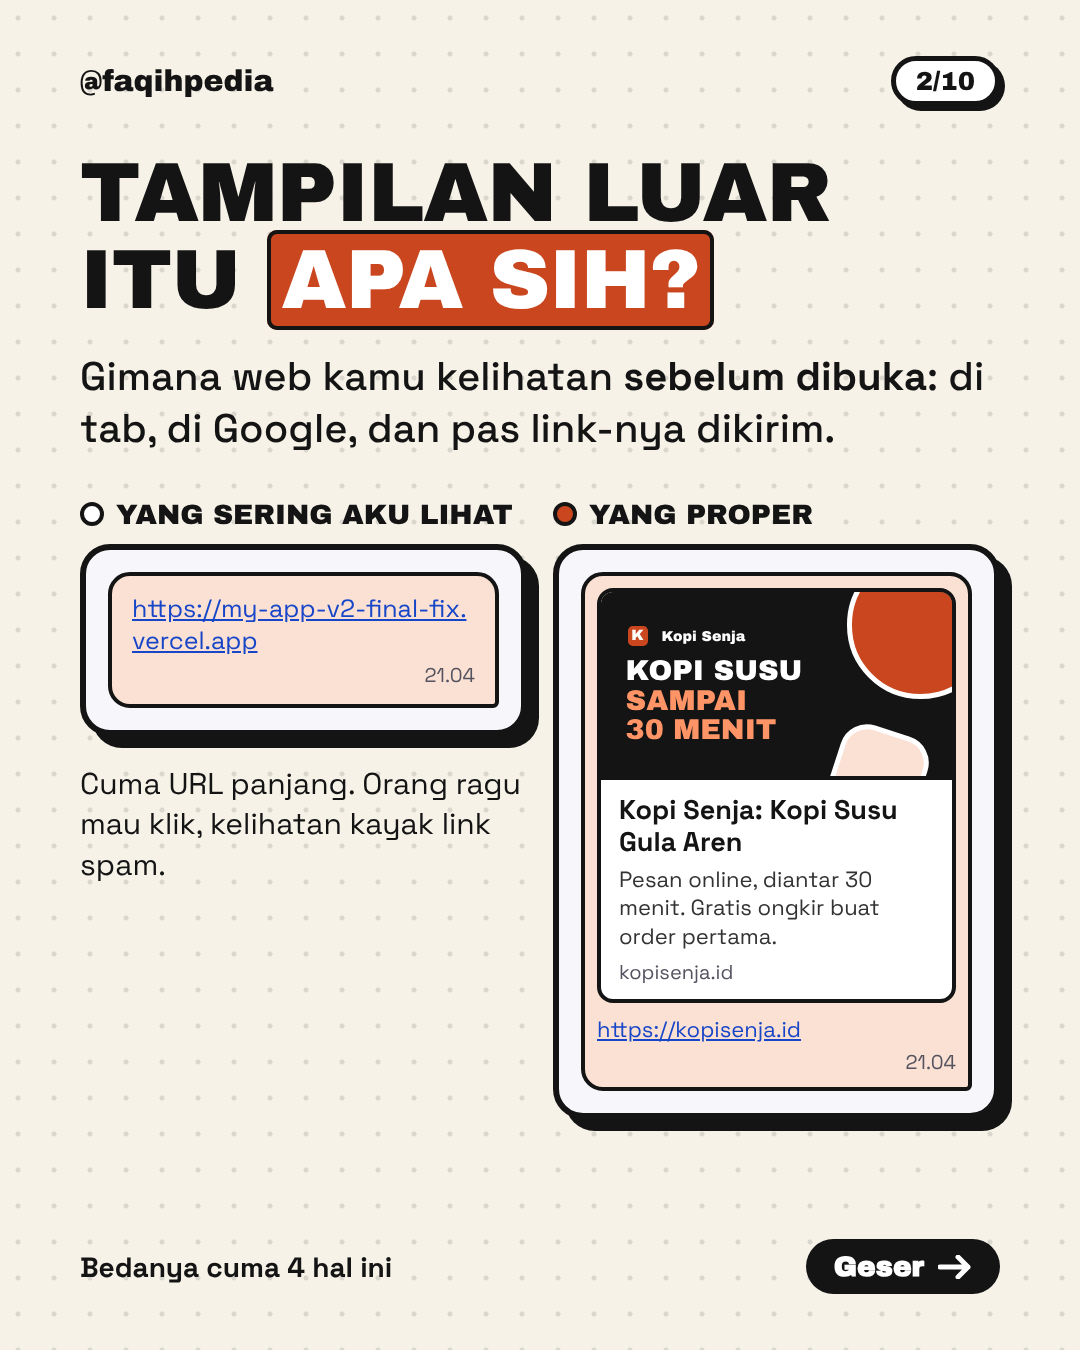 @faqihpedia
2/10
TAMPILAN LUAR
ITU APA SIH?
Gimana web kamu kelihatan sebelum dibuka: di
tab, di Google, dan pas link-nya dikirim.
YANG SERING AKU LIHAT
https://my-app-v2-final-fix.
vercel.app
21.04
Cuma URL panjang. Orang ragu
mau klik, kelihatan kayak link
spam.
YANG PROPER
K Kopi Senja
KOPI SUSU
SAMPAI
30 MENIT
Kopi Senja: Kopi Susu
Gula Aren
Pesan online, diantar 30
menit. Gratis ongkir buat
order pertama.
kopisenja.id
https://kopisenja.id
21.04
Bedanya cuma 4 hal ini
Geser →